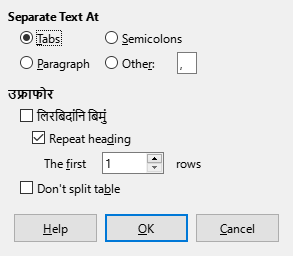 Separate Text At
Tabs Semicolons
Paragraph Other: ,
उफ्राफोर
लिरबिदांनि बिमुं
Repeat heading
The first 1 rows
Don't split table
Help OK Cancel